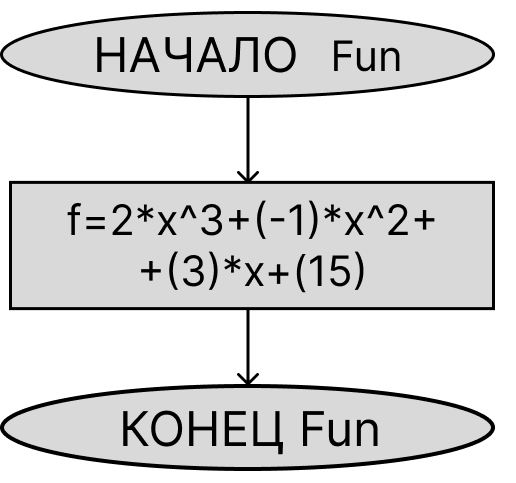 НАЧАЛО Fun
f=2*x^3+(-1)*x^2+
+(3)*x+(15)
КОНЕЦ Fun